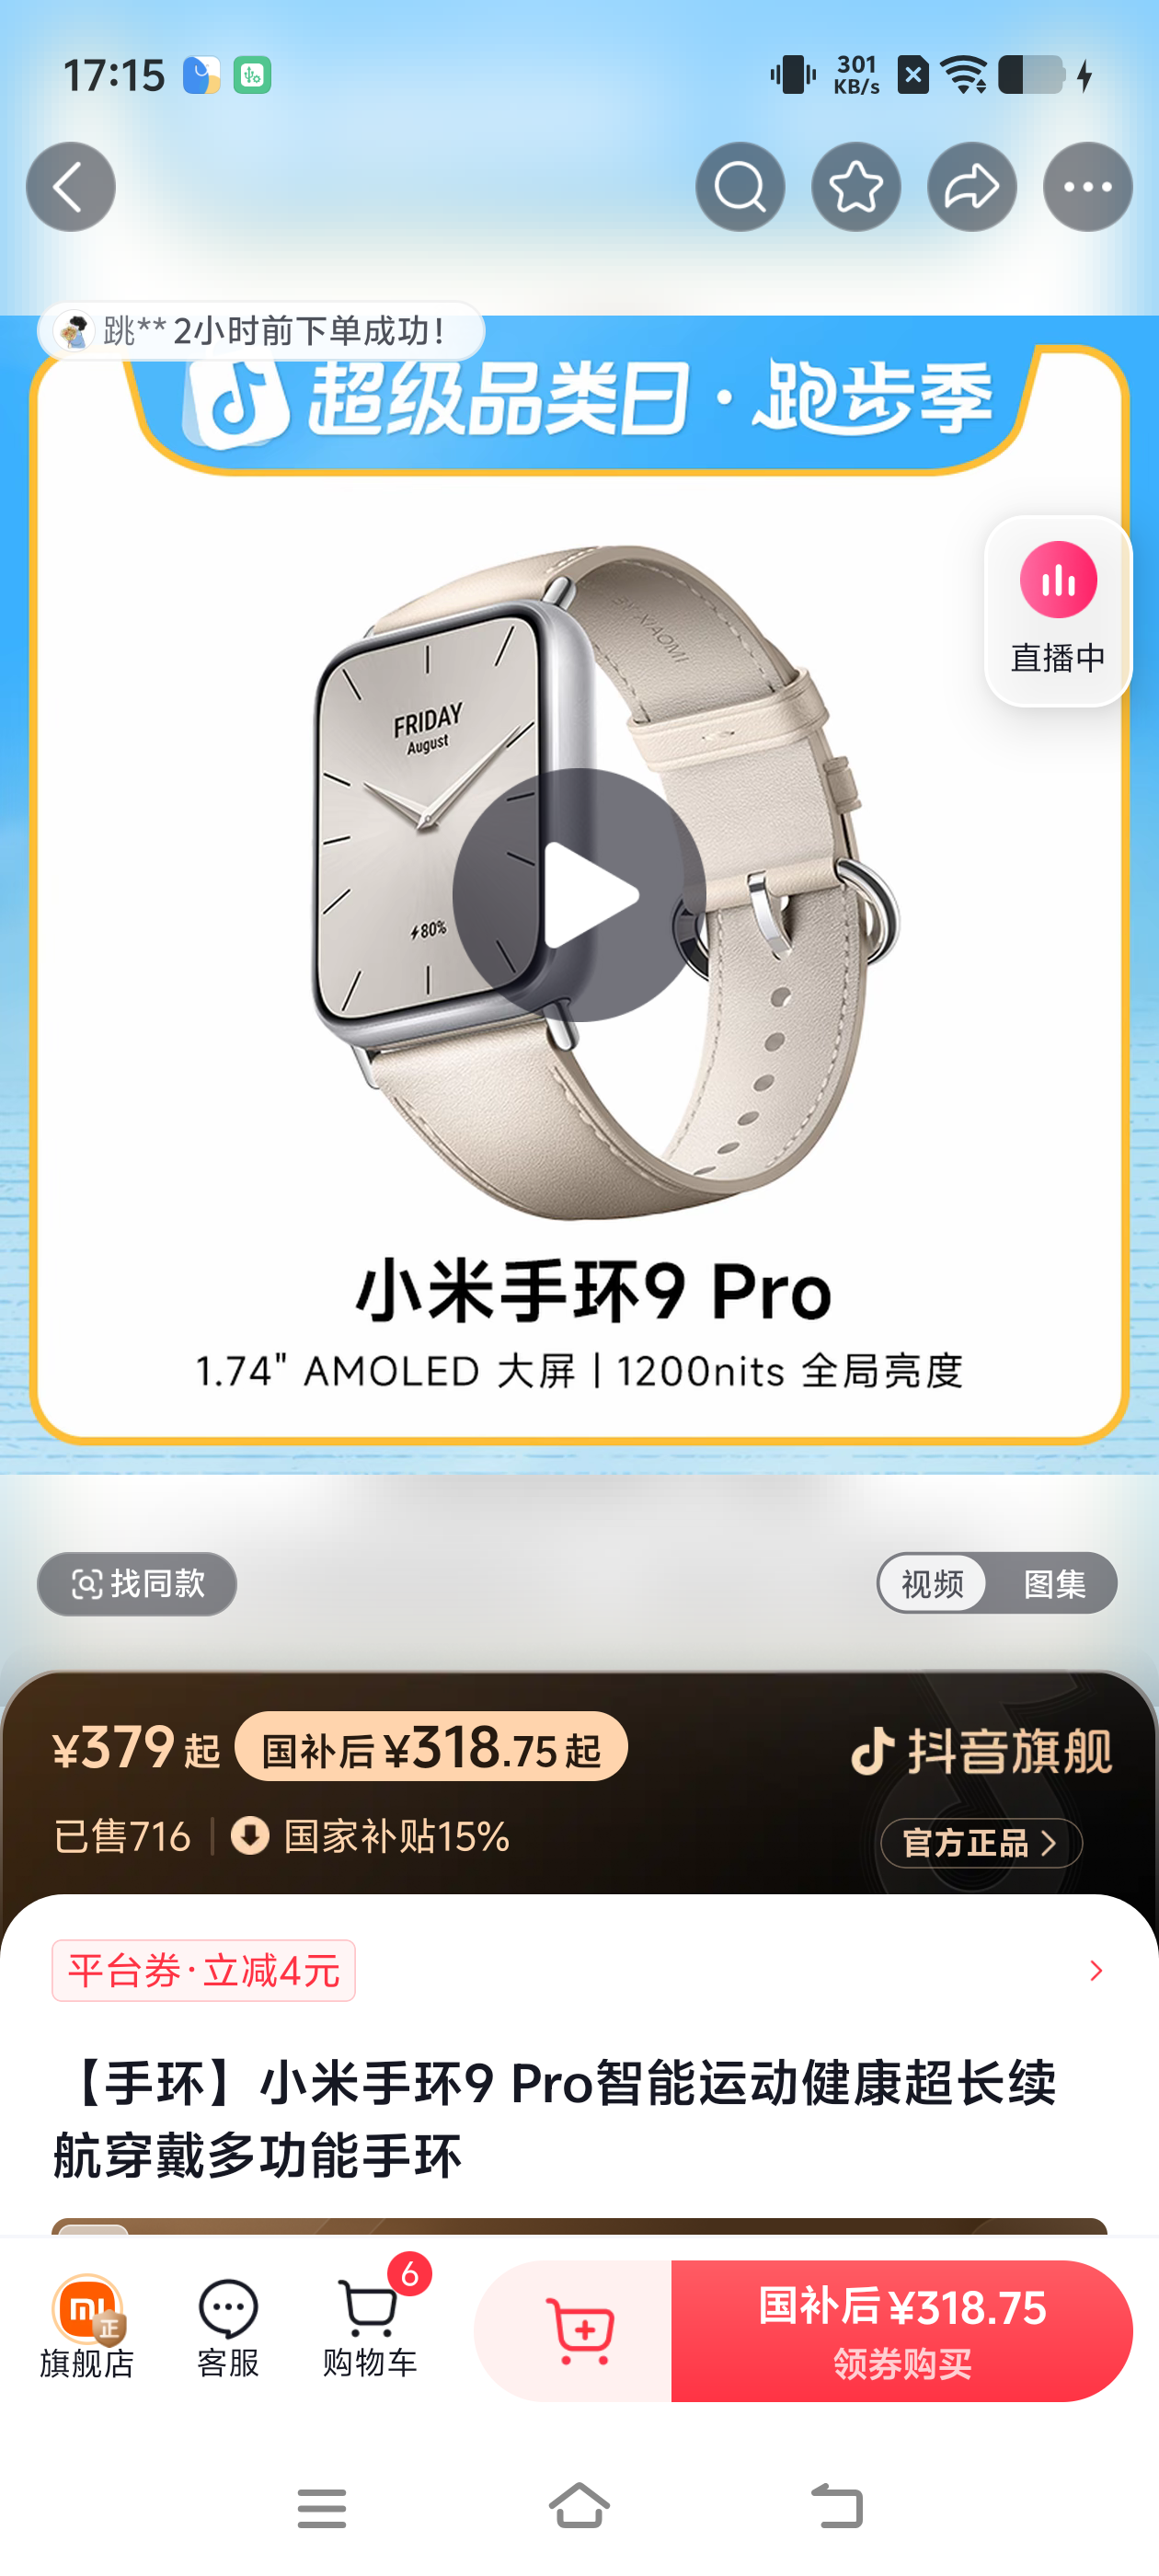 17:15
301
KB/s
跳** 2小时前下单成功!
超级品类日·跑步季
BY XIAOMI
FRIDAY
August
直播中
80%
小米手环9 Pro
1.74" AMOLED 大屏 | 1200nits 全局亮度
找同款
视频 图集
¥379起 国补后¥318.75起
抖音旗舰
已售716 | 国家补贴15%
官方正品 >
平台券·立减4元
【手环】小米手环9 Pro智能运动健康超长续
航穿戴多功能手环
6
正
国补后¥318.75
领券购买
旗舰店 客服 购物车